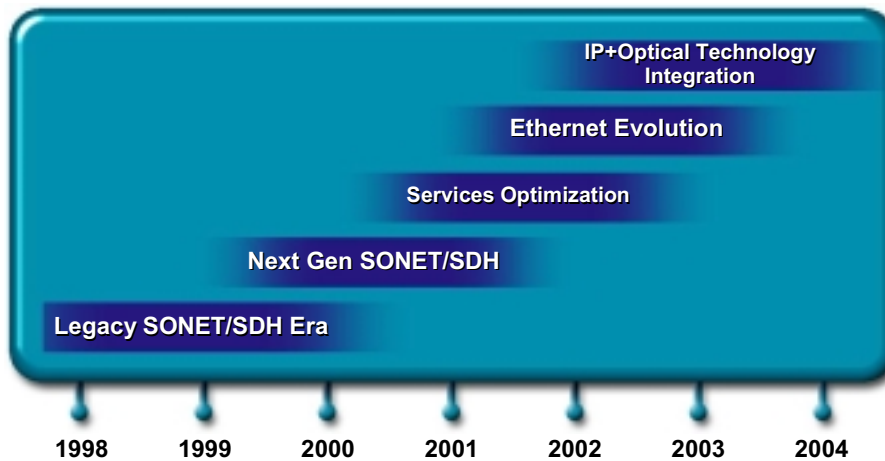 IP+Optical Technology
Integration
Ethernet Evolution
Services Optimization
Next Gen SONET/SDH
Legacy SONET/SDH Era
1998 1999 2000 2001 2002 2003 2004